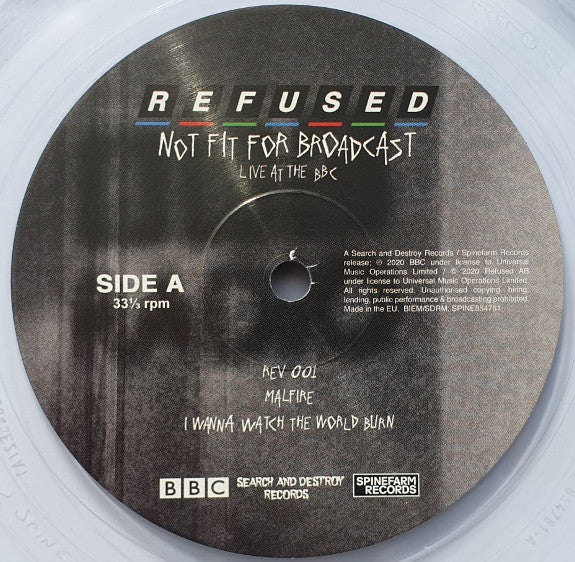 REFUSED
NOT FIT FOR BROADCAST
LIVE AT THE BBC
SIDE A
33⅓ rpm
A Search and Destroy Records / Spinefarm Records
release; ℗ 2020 BBC under license to Universal
Music Operations Limited / © 2020 Refused AB
under license to Universal Music Operations Limited.
All rights reserved. Unauthorised copying, hiring,
lending, public performance & broadcasting prohibited.
Made in the EU. BIEM/SDRM. SPINE854781.
REV 001
MALFIRE
I WANNA WATCH THE WORLD BURN
BBC
SEARCH AND DESTROY
RECORDS
SPINEFARM
RECORDS